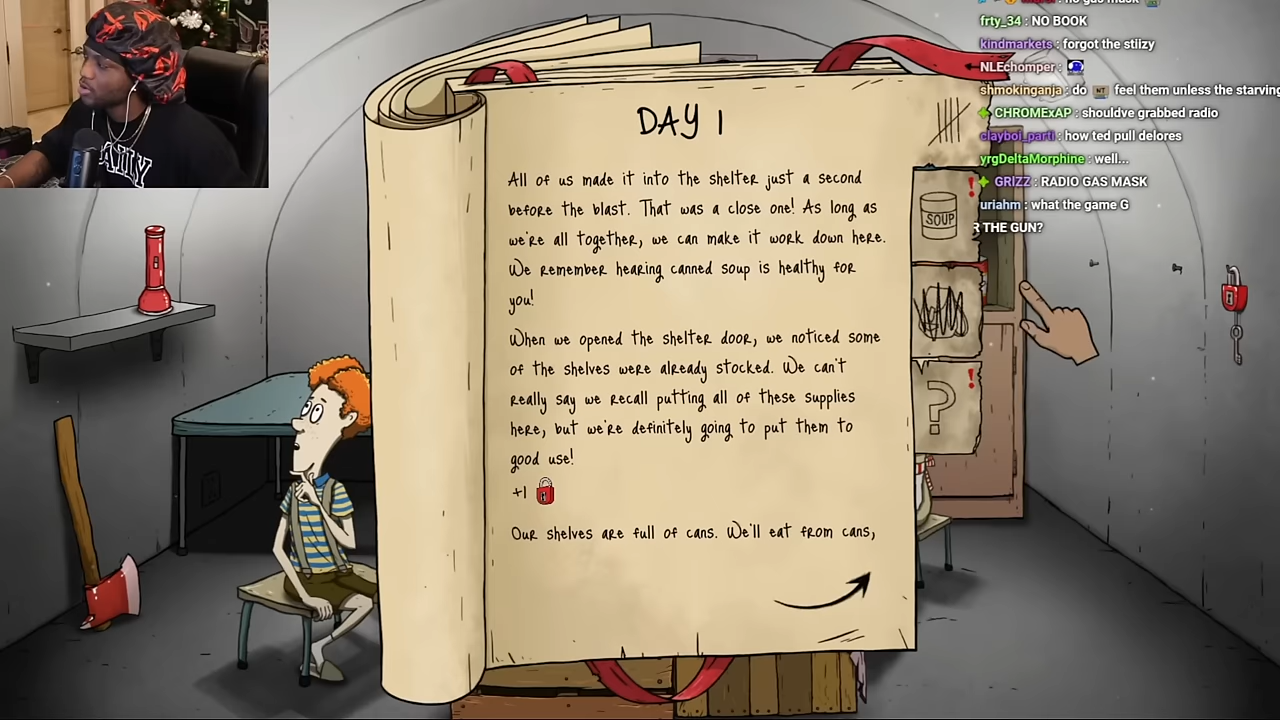 no gas mask
frty_34 : NO BOOK
kindmarkets : forgot the stiizy
NLEchomper :
shmokinganja : do NT feel them unless the starving
CHROMExAP : shouldve grabbed radio
clayboi_parti : how ted pull delores
yrgDeltaMorphine : well...
GRIZZ : RADIO GAS MASK
uriahm : what the game G
R THE GUN?
DAY 1
All of us made it into the shelter just a second
before the blast. That was a close one! As long as
we're all together, we can make it work down here.
We remember hearing canned soup is healthy for
you!
When we opened the shelter door, we noticed some
of the shelves were already stocked. We can't
really say we recall putting all of these supplies
here, but we're definitely going to put them to
good use!
+1
Our shelves are full of cans. We'll eat from cans,
!
SOUP
!
?